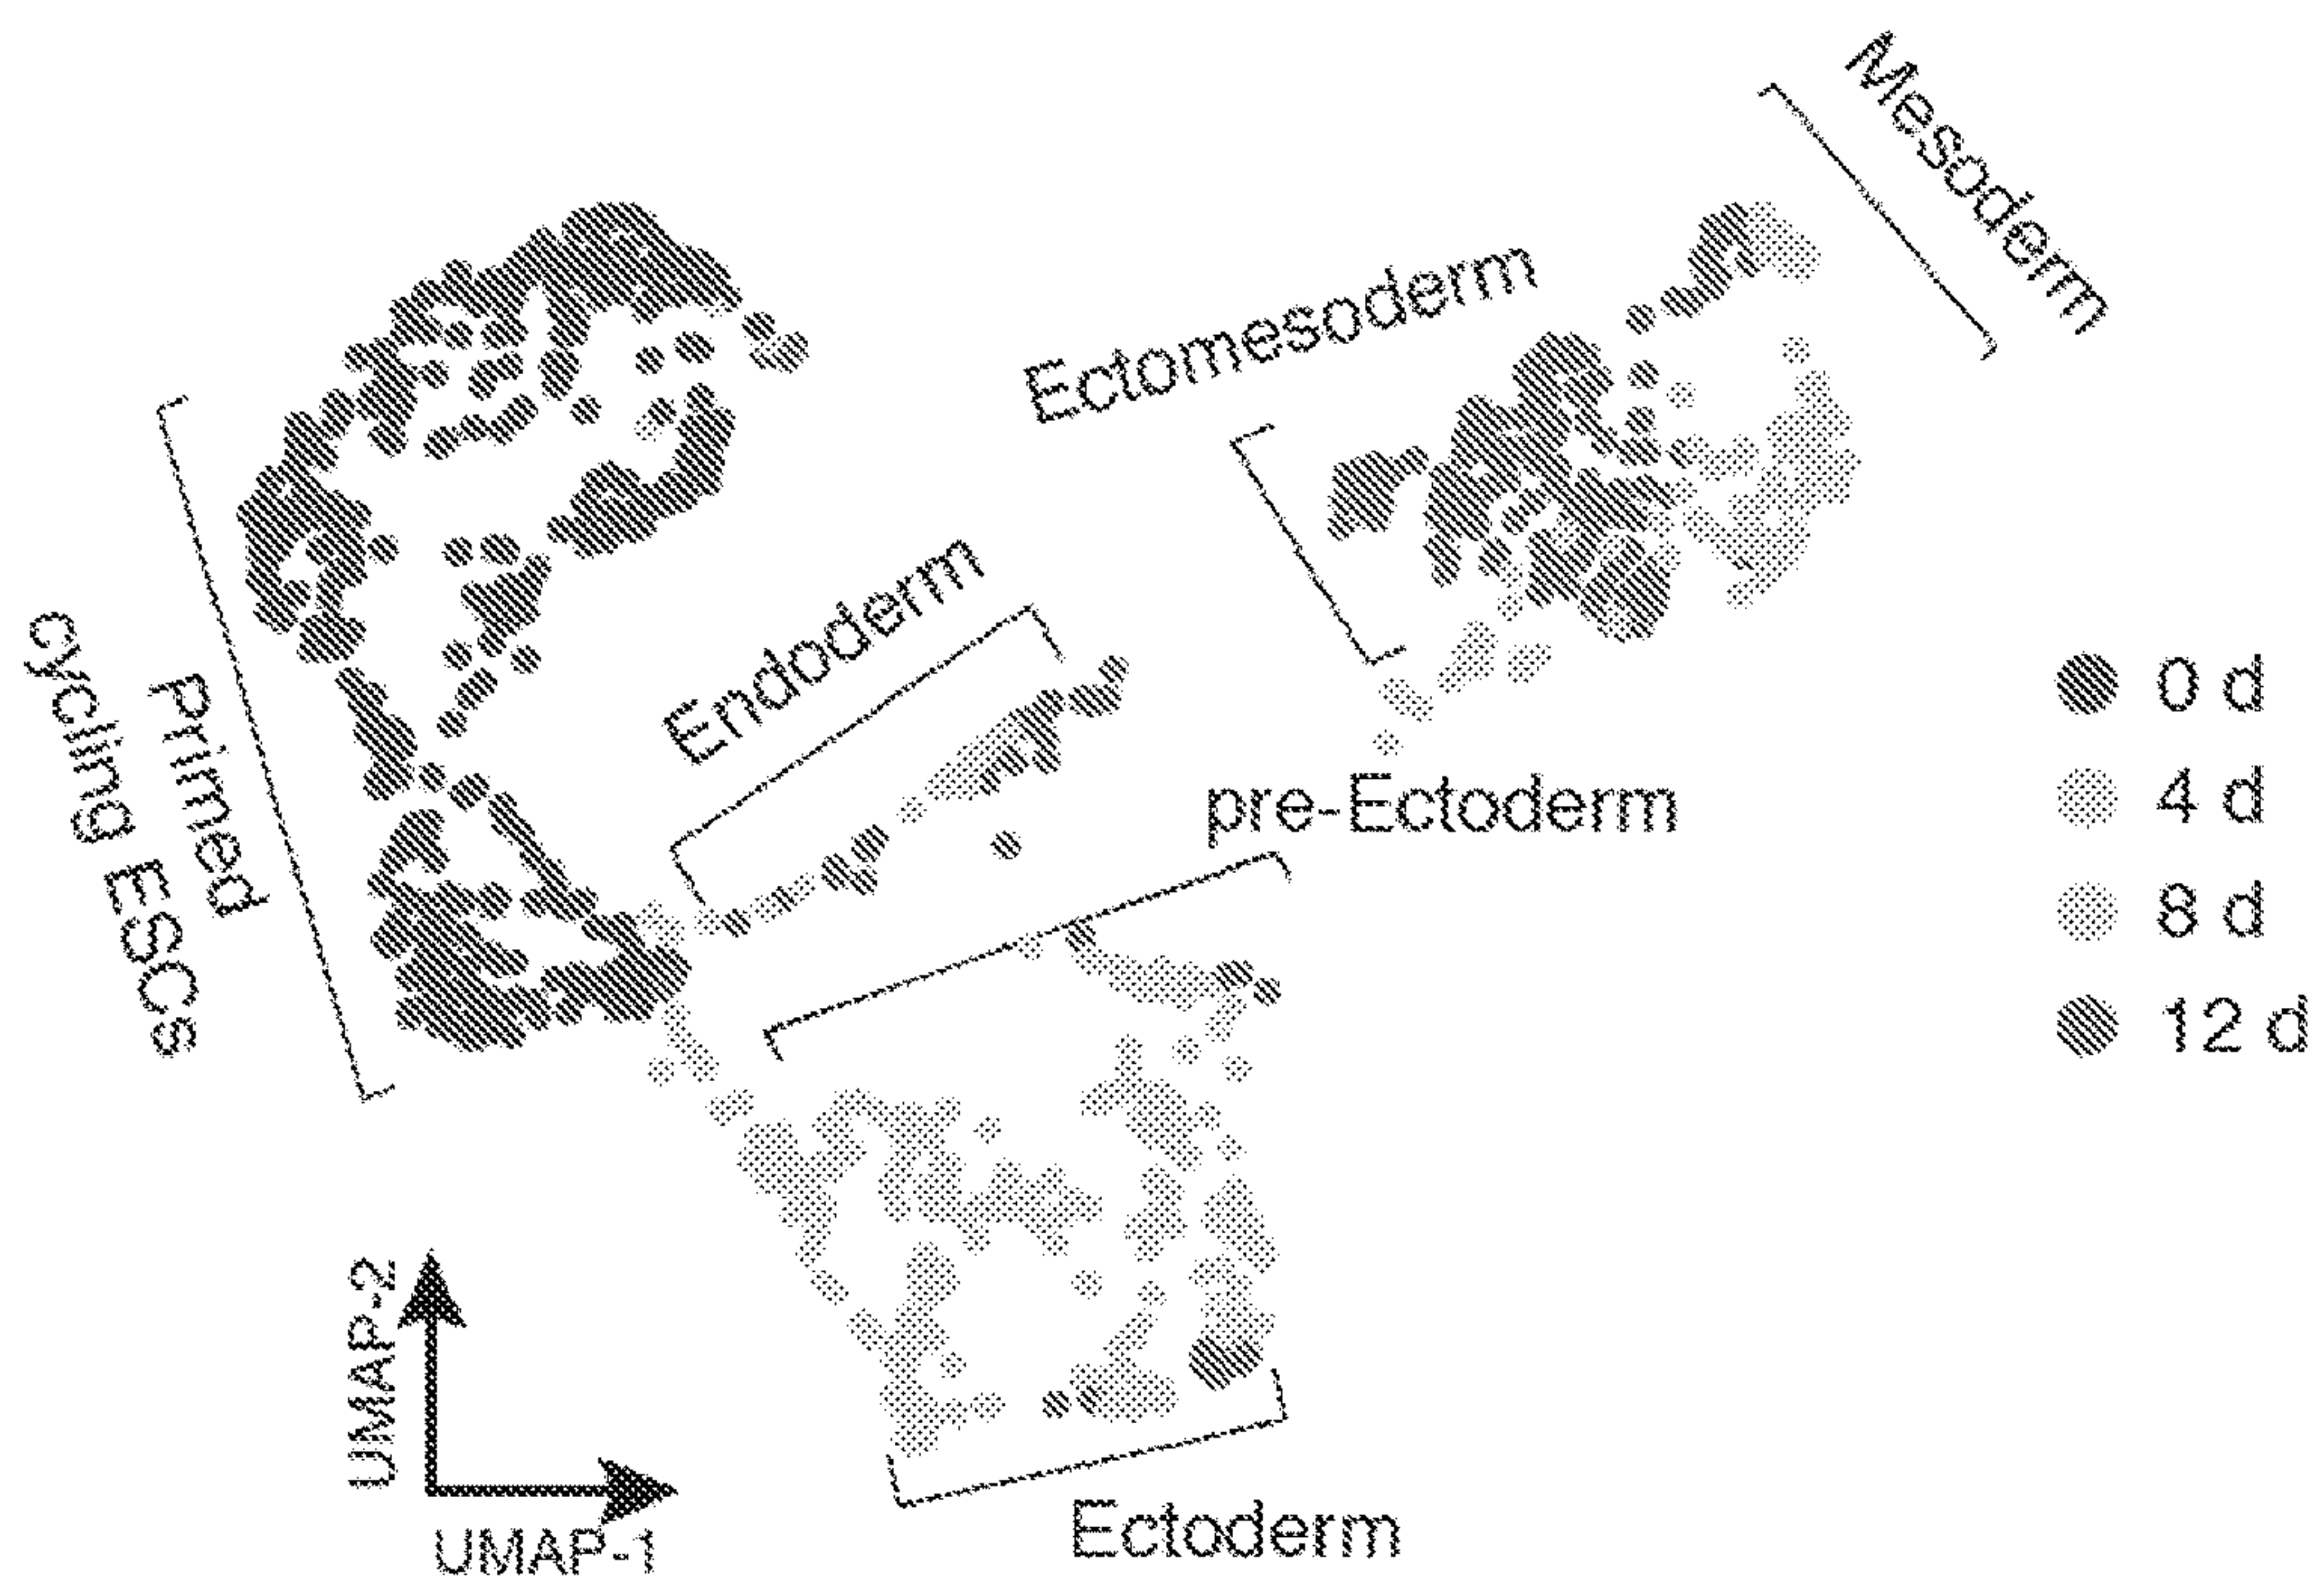 Mesoderm
Ectomesoderm
Endoderm
Primed
cycling ESCs
pre-Ectoderm
0 d
4 d
8 d
12 d
UMAP-2
UMAP-1
Ectoderm